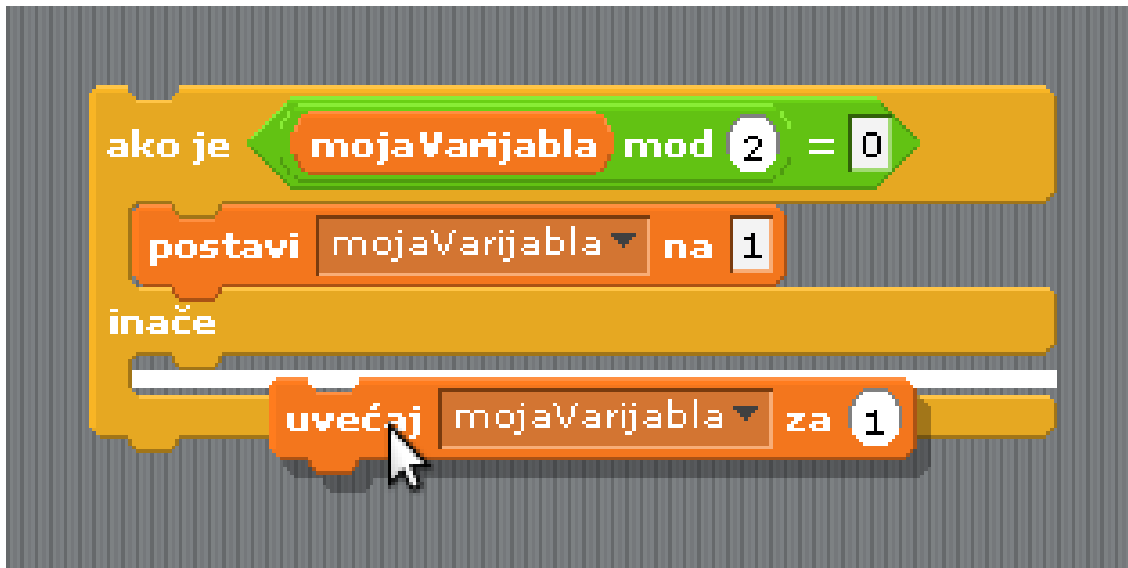 ako je mojaVarijabla mod 2 = 0
postavi mojaVarijabla na 1
inače
uvećaj mojaVarijabla za 1